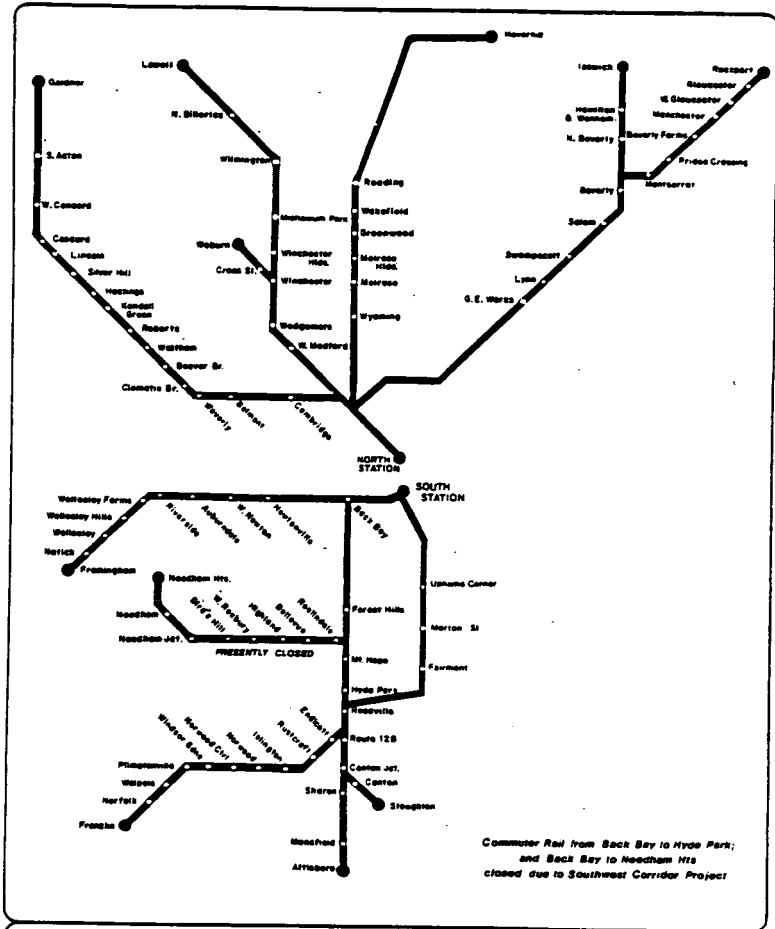 Gardner
S. Acton
W. Concord
Concord
Lincoln
Silver Hill
Hastings
Kendall
Green
Roberts
Waltham
Beaver Br.
Clematis Br.
Waverly
Belmont
Cambridge
Lowell
N. Billerica
Wilmington
Mishawum Park
Winchester
Hlds.
Woburn
Cross St.
Winchester
Wedgemere
W. Medford
Haverhill
Reading
Wakefield
Greenwood
Melrose
Hlds.
Melrose
Wyoming
Ipswich
Hamilton
& Wenham
N. Beverly
Beverly
Salem
Swampscott
Lynn
G.E. Works
Rockport
Gloucester
W. Gloucester
Manchester
Beverly Farms
Prides Crossing
Montserrat
NORTH
STATION
SOUTH
STATION
Wellesley Farms
Wellesley Hills
Wellesley
Natick
Framingham
Riverside
Auburndale
W. Newton
Newtonville
Back Bay
Needham Hts.
Needham
Needham Jct.
Bird's Hill
W. Roxbury
Highland
Bellevue
Roslindale
PRESENTLY CLOSED
Forest Hills
Mt. Hope
Hyde Park
Readville
Route 128
Canton Jct.
Sharon
Mansfield
Attleboro
Uphams Corner
Morton St
Fairmont
Endicott
Rustcraft
Islington
Norwood
Norwood Ctrl
Windsor Gdns
Plimptonville
Walpole
Norfolk
Franklin
Canton
Stoughton
Commuter Rail from Back Bay to Hyde Park;
and Back Bay to Needham Hts
closed due to Southwest Corridor Project